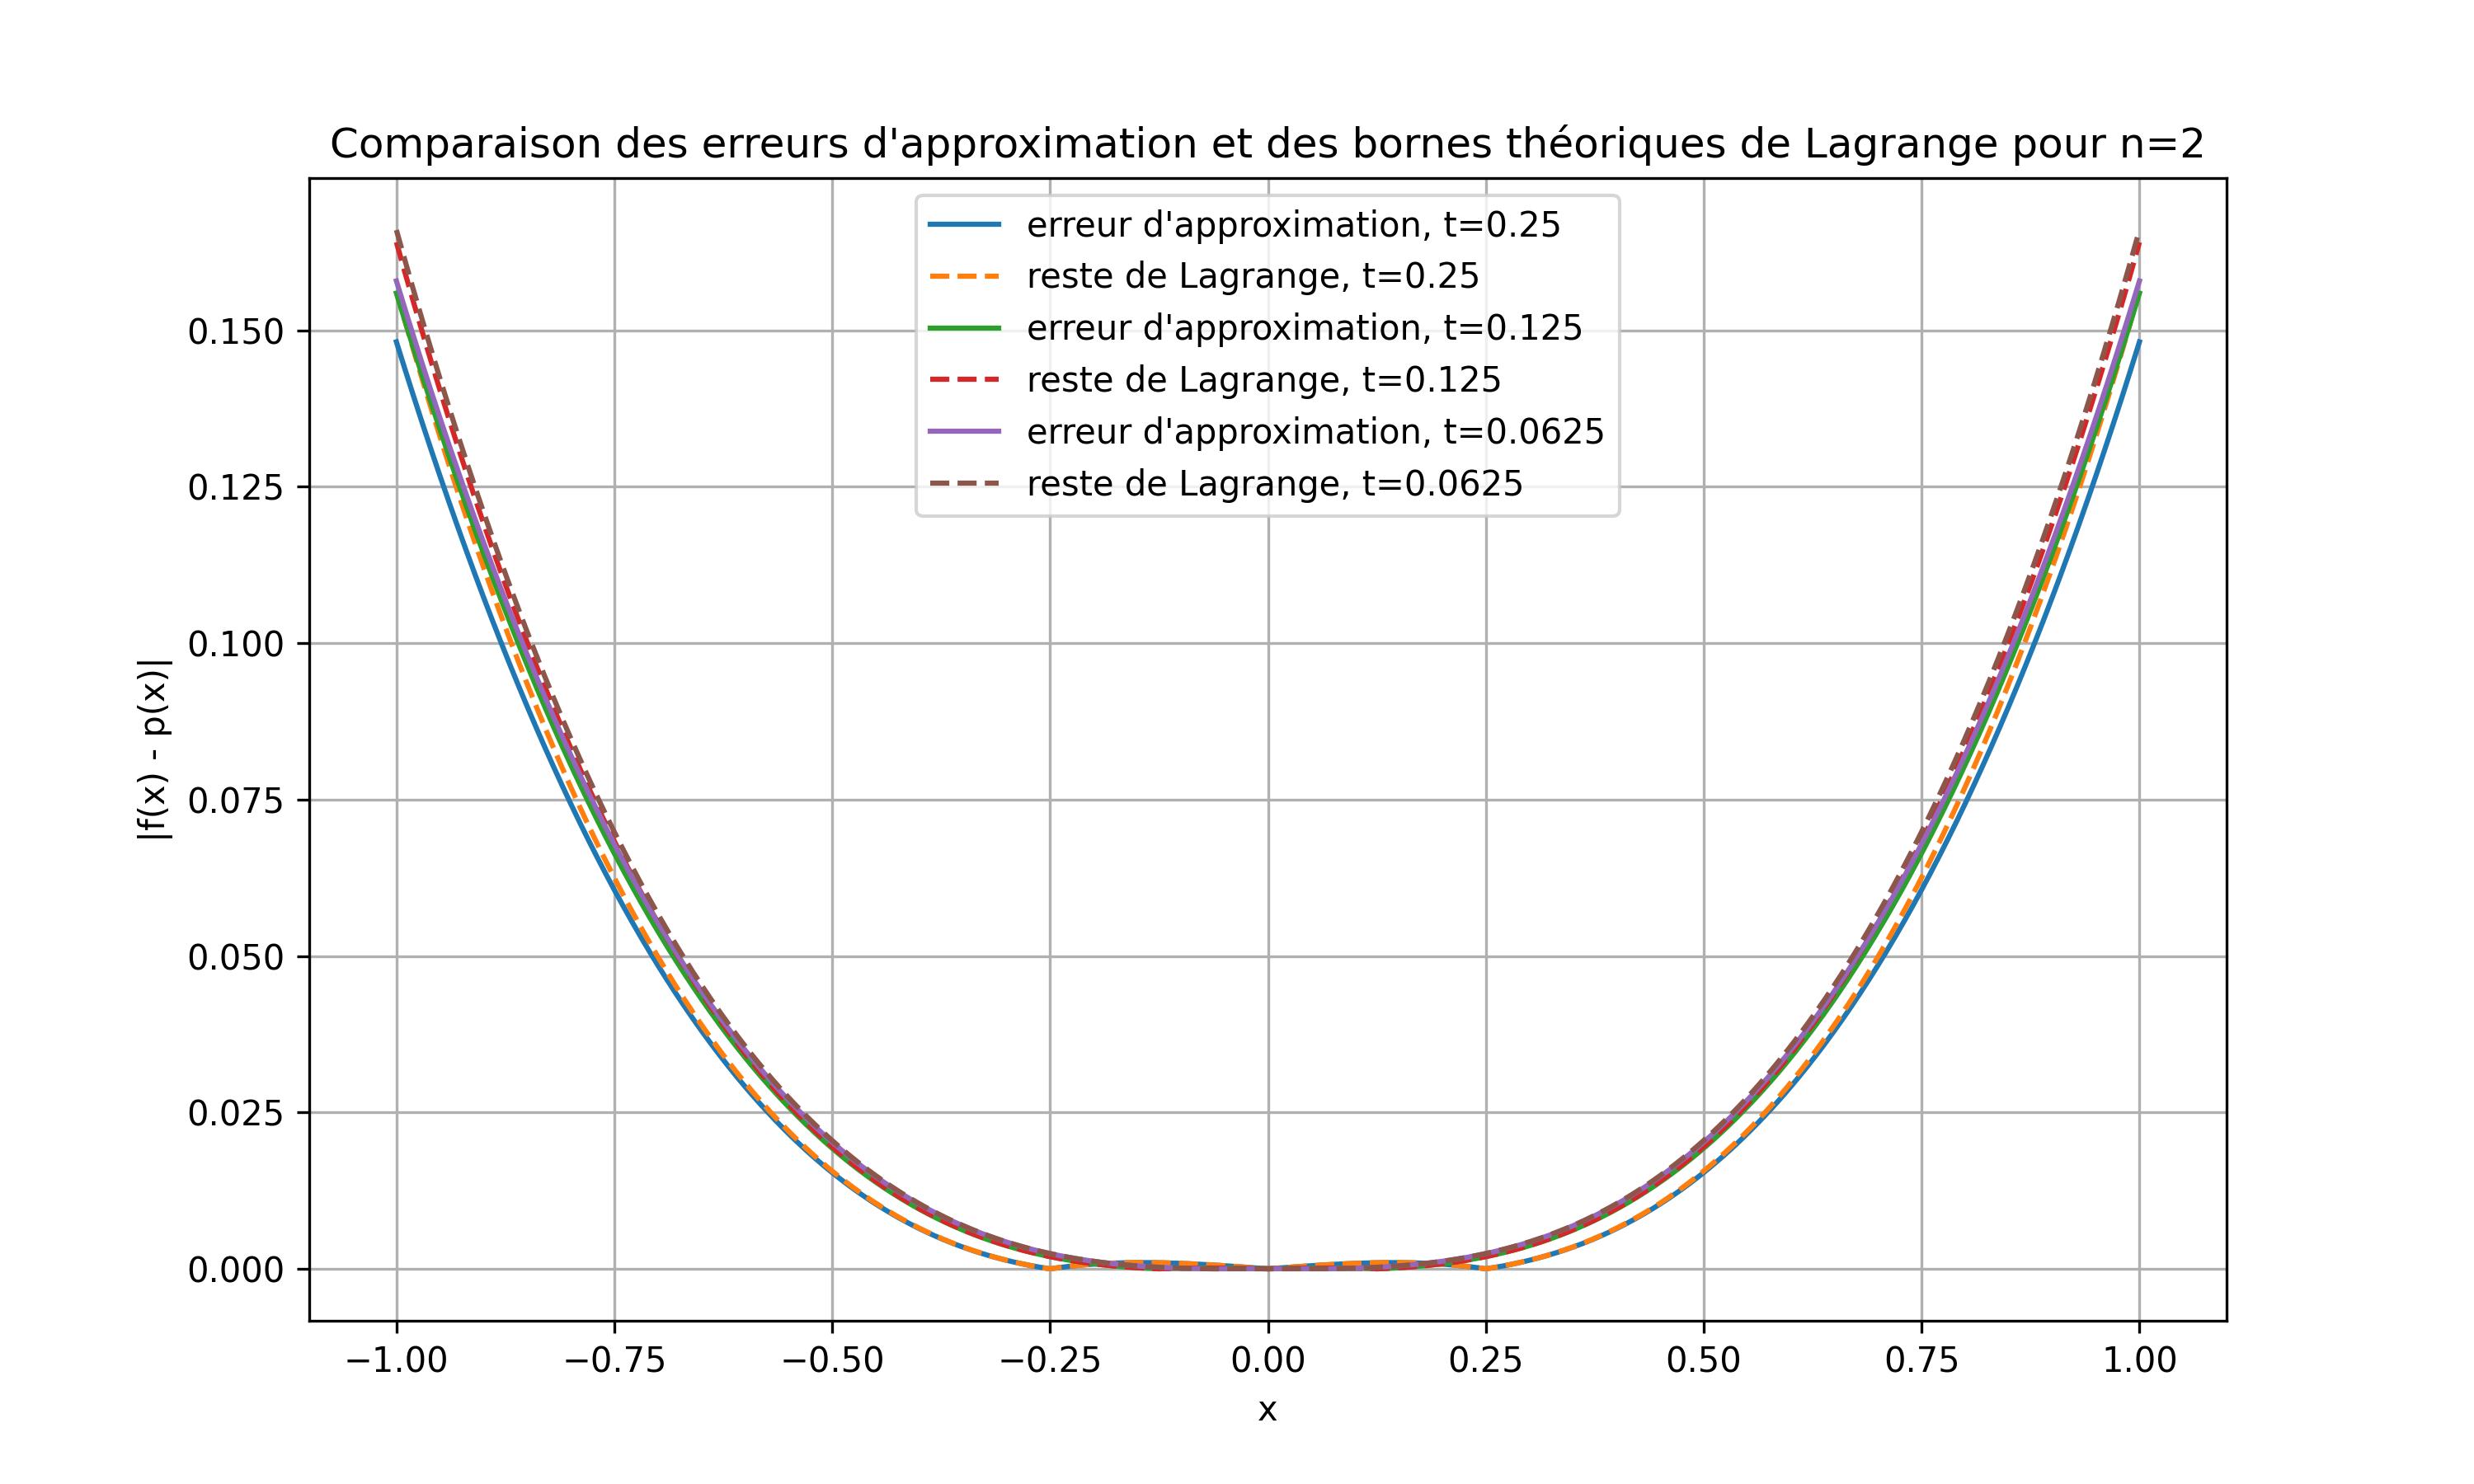 Comparaison des erreurs d'approximation et des bornes théoriques de Lagrange pour n=2
erreur d'approximation, t=0.25
reste de Lagrange, t=0.25
erreur d'approximation, t=0.125
reste de Lagrange, t=0.125
erreur d'approximation, t=0.0625
reste de Lagrange, t=0.0625
|f(x) - p(x)|
0.150
0.125
0.100
0.075
0.050
0.025
0.000
−1.00 −0.75 −0.50 −0.25 0.00 0.25 0.50 0.75 1.00
x